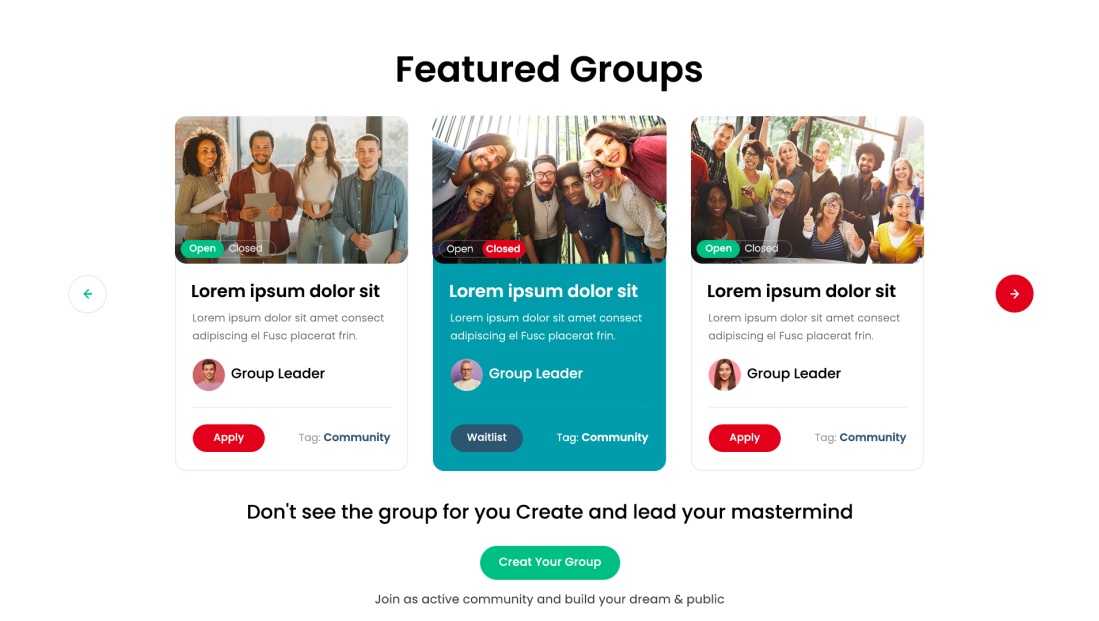 Featured Groups
Open Closed
Open Closed
Open Closed
Lorem ipsum dolor sit
Lorem ipsum dolor sit amet consect
adipiscing el Fusc placerat frin.
Group Leader
Apply Tag: Community
Lorem ipsum dolor sit
Lorem ipsum dolor sit amet consect
adipiscing el Fusc placerat frin.
Group Leader
Waitlist Tag: Community
Lorem ipsum dolor sit
Lorem ipsum dolor sit amet consect
adipiscing el Fusc placerat frin.
Group Leader
Apply Tag: Community
Don't see the group for you Create and lead your mastermind
Creat Your Group
Join as active community and build your dream & public